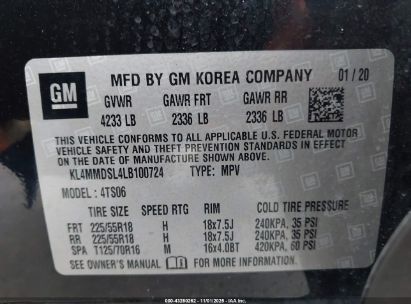 GM
MFD BY GM KOREA COMPANY 01/20
GVWR GAWR FRT GAWR RR
4233 LB 2336 LB 2336 LB
THIS VEHICLE CONFORMS TO ALL APPLICABLE U.S. FEDERAL MOTOR
VEHICLE SAFETY AND THEFT PREVENTION STANDARDS IN EFFECT
ON THE DATE OF MANUFACTURE SHOWN ABOVE.
KL4MMDSL4LB100724 TYPE: MPV
MODEL: 4TS06
TIRE SIZE SPEED RTG RIM COLD TIRE PRESSURE
FRT 225/55R18 H 18x7.5J 240KPA, 35 PSI
RR 225/55R18 H 18x7.5J 240KPA, 35 PSI
SPA T125/70R16 M 16x4.0BT 420KPA, 60 PSI
SEE OWNER'S MANUAL FOR ADDITIONAL INFORMATION.